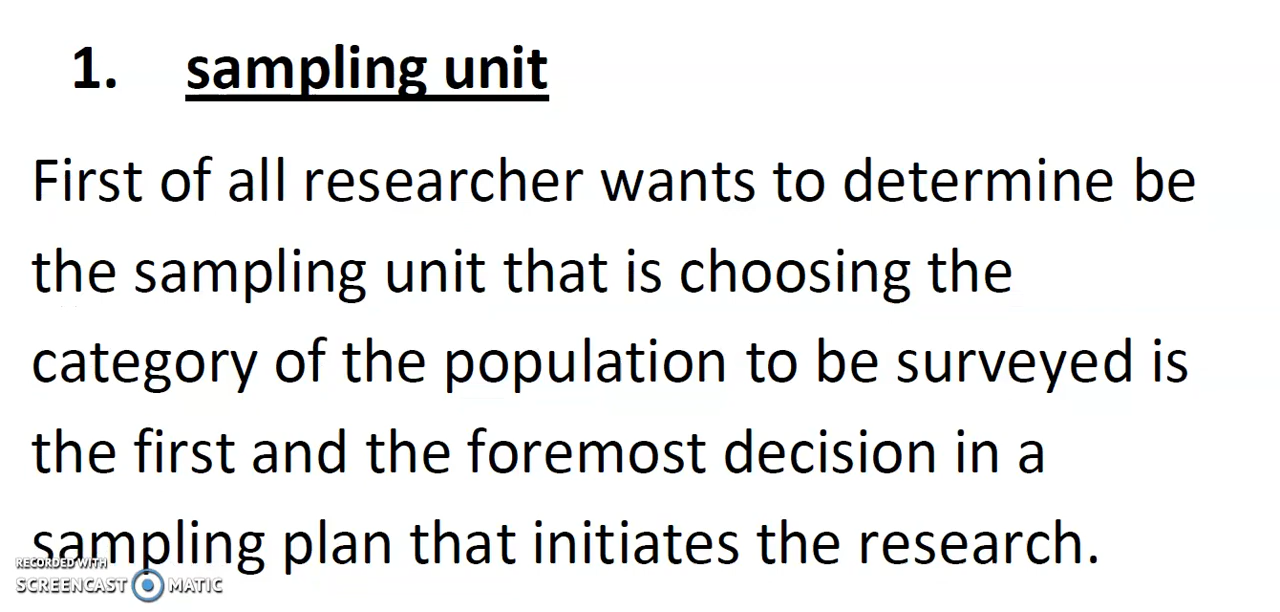 1. sampling unit
First of all researcher wants to determine be
the sampling unit that is choosing the
category of the population to be surveyed is
the first and the foremost decision in a
sampling plan that initiates the research.
RECORDED WITH
SCREENCAST MATIC